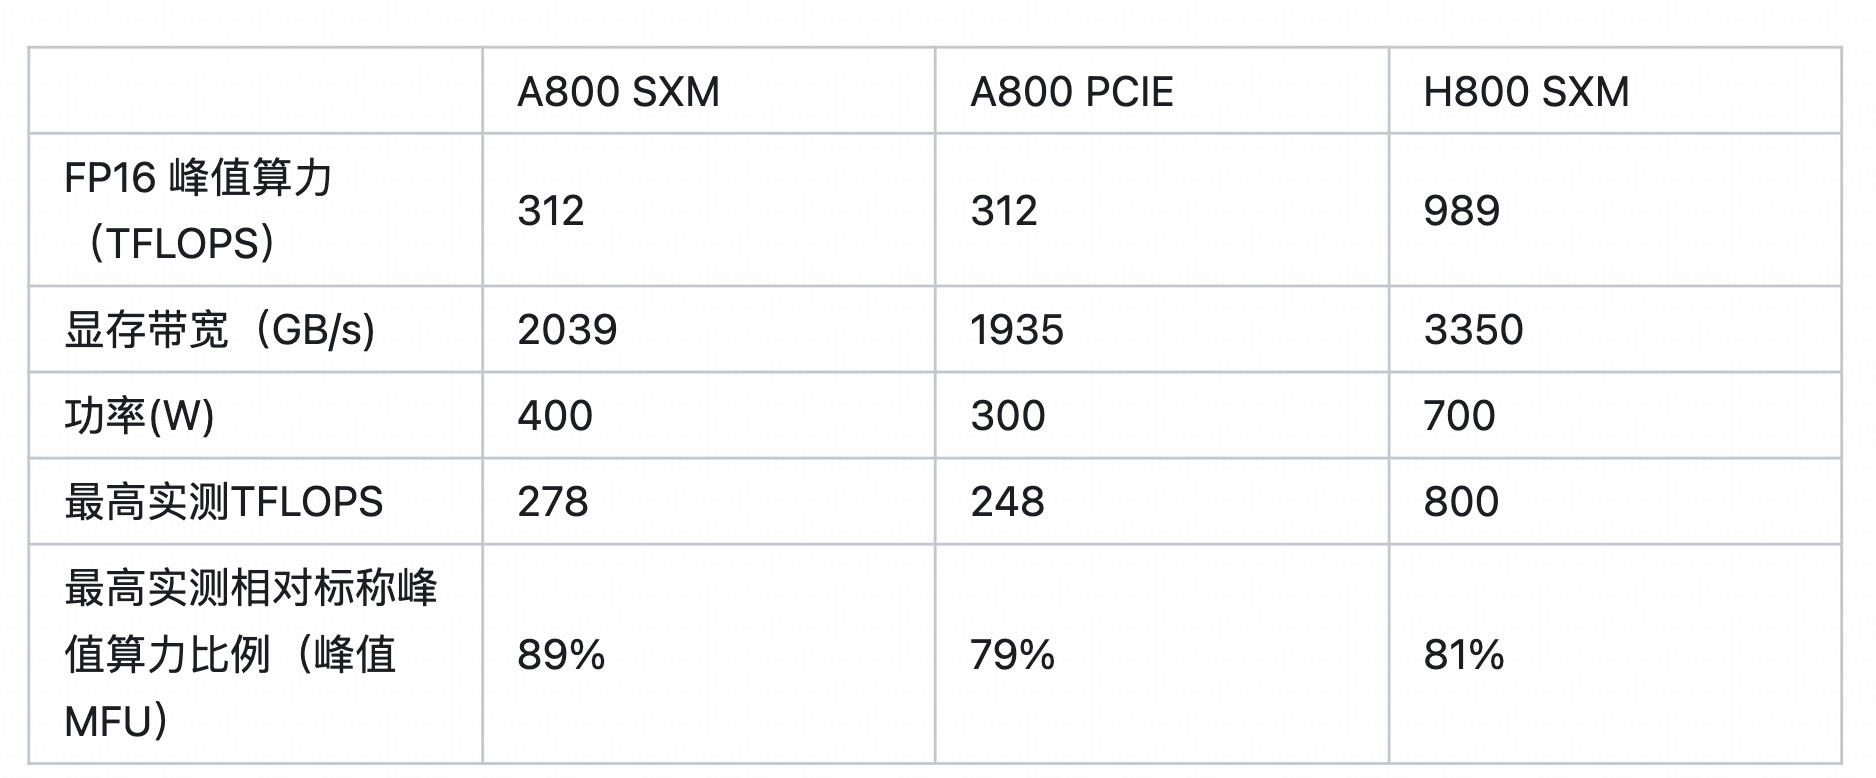 A800 SXM A800 PCIE H800 SXM
FP16 峰值算力
（TFLOPS） 312 312 989
显存带宽（GB/s) 2039 1935 3350
功率(W) 400 300 700
最高实测TFLOPS 278 248 800
最高实测相对标称峰
值算力比例（峰值 89% 79% 81%
MFU）